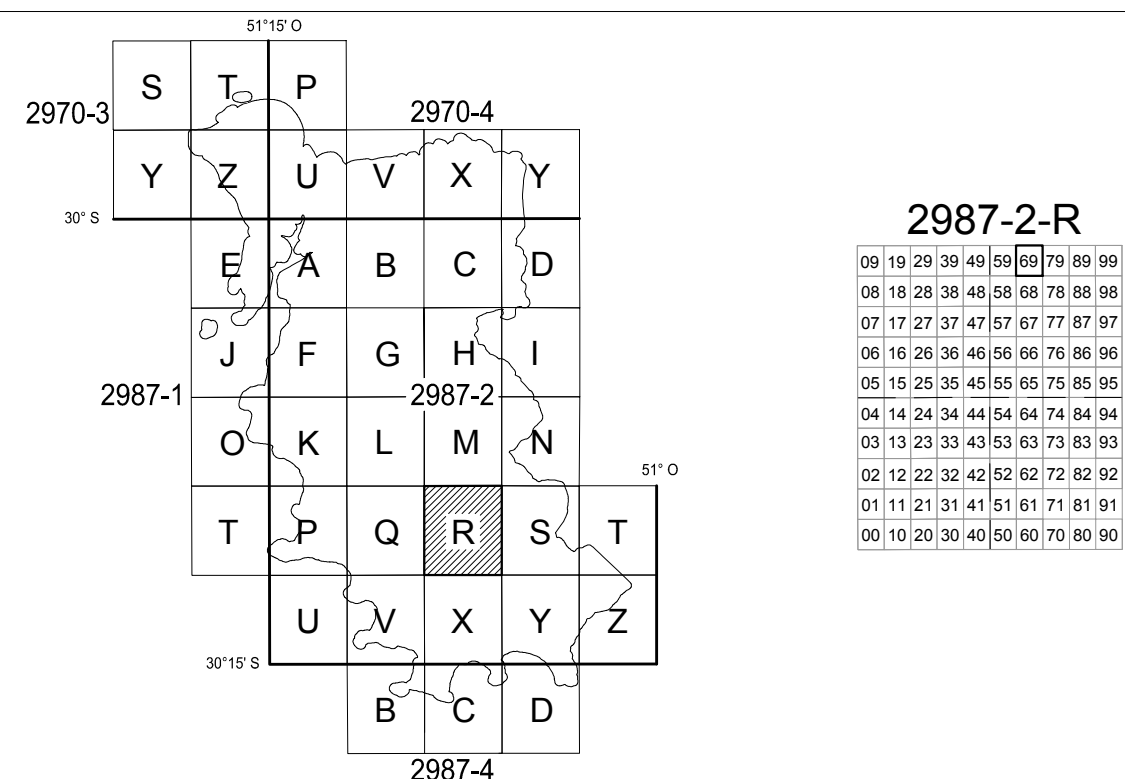 51°15' O
S T P
2970-3
2970-4
Y Z U V X Y
30° S
E A B C D
J F G H I
2987-1
2987-2
O K L M N
51° O
T P Q R S T
U V X Y Z
30°15' S
B C D
2987-4
2987-2-R
09 19 29 39 49 59 69 79 89 99
08 18 28 38 48 58 68 78 88 98
07 17 27 37 47 57 67 77 87 97
06 16 26 36 46 56 66 76 86 96
05 15 25 35 45 55 65 75 85 95
04 14 24 34 44 54 64 74 84 94
03 13 23 33 43 53 63 73 83 93
02 12 22 32 42 52 62 72 82 92
01 11 21 31 41 51 61 71 81 91
00 10 20 30 40 50 60 70 80 90